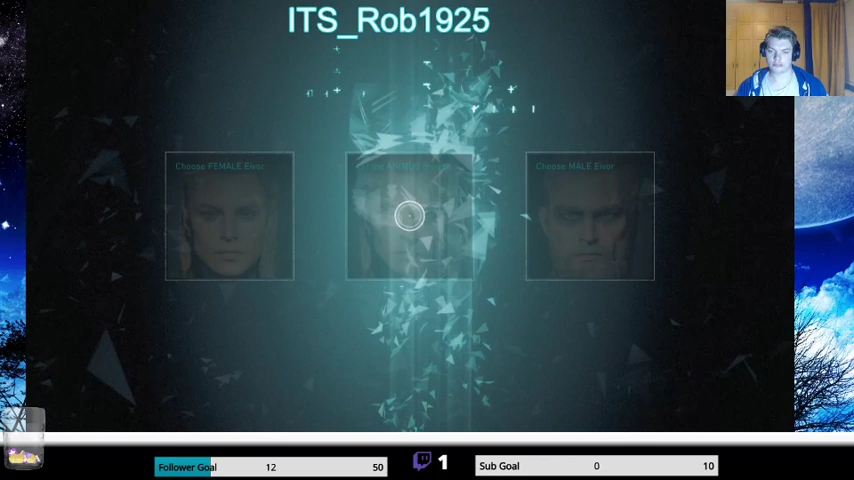 ITS_Rob1925
Choose FEMALE Eivor
Choose MALE Eivor
Follower Goal 12 50
1
Sub Goal 0 10